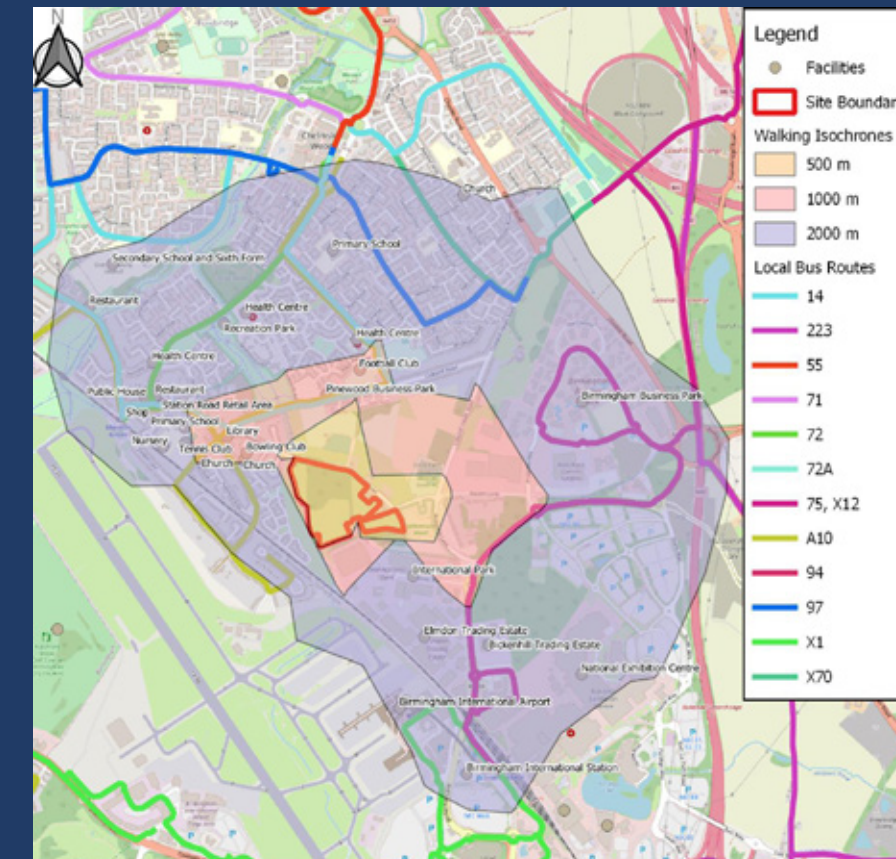 N
Legend
Facilities
Site Boundar
Walking Isochrones
500 m
1000 m
2000 m
Local Bus Routes
14
223
55
71
72
72A
75, X12
A10
94
97
X1
X70
Church
Primary School
Secondary School and Sixth Form
Restaurant
Health Centre
Recreation Park
Health Centre
Health Centre
Football Club
Public House
Restaurant
Pinewood Business Park
Birmingham Business Park
Station Road Retail Area
Shop
Primary School
Library
Nursery
Bowling Club
Tennis Club
Church
Church
International Park
Elmdon Trading Estate
Bickenhill Trading Estate
National Exhibition Centre
Birmingham International Airport
Birmingham International Station